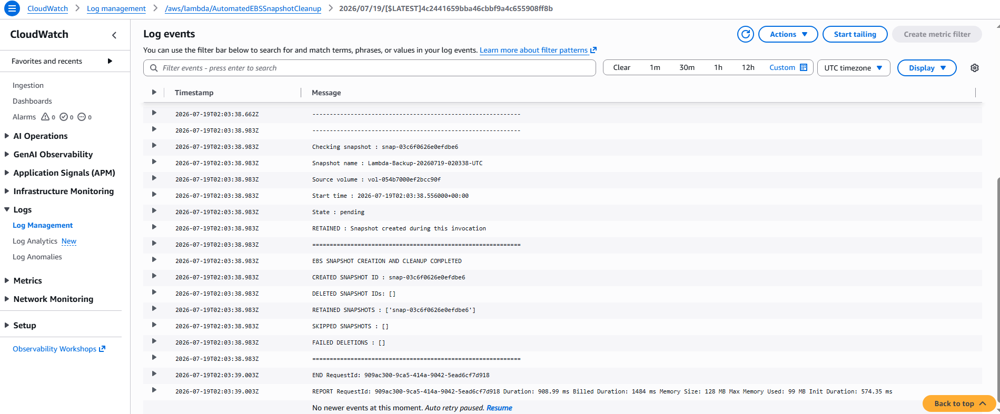 CloudWatch > Log management > /aws/lambda/AutomatedEBSSnapshotCleanup > 2026/07/19/[$LATEST]4c2441659bba46cbbf9a4c655908ff8b
CloudWatch
Favorites and recents
Ingestion
Dashboards
Alarms 0 0 0
AI Operations
GenAI Observability
Application Signals (APM)
Infrastructure Monitoring
Logs
Log Management
Log Analytics New
Log Anomalies
Metrics
Network Monitoring
Setup
Observability Workshops
Log events
Actions
Start tailing
Create metric filter
You can use the filter bar below to search for and match terms, phrases, or values in your log events. Learn more about filter patterns
Filter events - press enter to search
Clear 1m 30m 1h 12h Custom
UTC timezone
Display
Timestamp Message
2026-07-19T02:03:38.662Z ------------------------------------------------------------
2026-07-19T02:03:38.983Z ------------------------------------------------------------
2026-07-19T02:03:38.983Z Checking snapshot : snap-03c6f0626e0efdbe6
2026-07-19T02:03:38.983Z Snapshot name : Lambda-Backup-20260719-020338-UTC
2026-07-19T02:03:38.983Z Source volume : vol-054b7000ef2bcc90f
2026-07-19T02:03:38.983Z Start time : 2026-07-19T02:03:38.556000+00:00
2026-07-19T02:03:38.983Z State : pending
2026-07-19T02:03:38.983Z RETAINED : Snapshot created during this invocation
2026-07-19T02:03:38.983Z ============================================================
2026-07-19T02:03:38.983Z EBS SNAPSHOT CREATION AND CLEANUP COMPLETED
2026-07-19T02:03:38.983Z CREATED SNAPSHOT ID : snap-03c6f0626e0efdbe6
2026-07-19T02:03:38.983Z DELETED SNAPSHOT IDs: []
2026-07-19T02:03:38.983Z RETAINED SNAPSHOTS : ['snap-03c6f0626e0efdbe6']
2026-07-19T02:03:38.983Z SKIPPED SNAPSHOTS : []
2026-07-19T02:03:38.983Z FAILED DELETIONS : []
2026-07-19T02:03:38.983Z ============================================================
2026-07-19T02:03:39.003Z END RequestId: 909ac300-9ca5-414a-9042-5ead6cf7d918
2026-07-19T02:03:39.003Z REPORT RequestId: 909ac300-9ca5-414a-9042-5ead6cf7d918 Duration: 908.99 ms Billed Duration: 1484 ms Memory Size: 128 MB Max Memory Used: 99 MB Init Duration: 574.35 ms
No newer events at this moment. Auto retry paused. Resume
Back to top